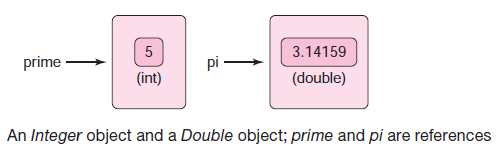 prime 5 pi 3.14159
(int) (double)
An Integer object and a Double object; prime and pi are references